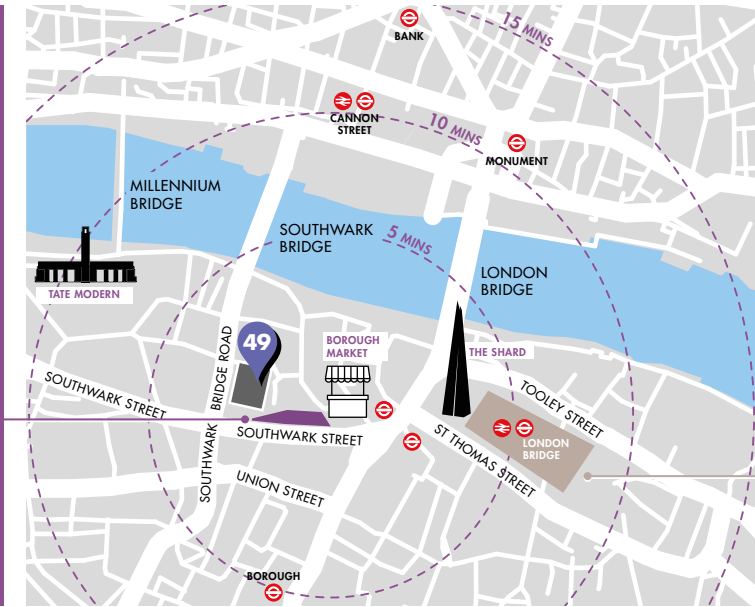 15 MINS
BANK
10 MINS
CANNON
STREET
MONUMENT
MILLENNIUM
BRIDGE
SOUTHWARK
BRIDGE
5 MINS
LONDON
BRIDGE
TATE MODERN
49
BOROUGH
MARKET
THE SHARD
SOUTHWARK STREET
SOUTHWARK BRIDGE ROAD
TOOLEY STREET
SOUTHWARK STREET
ST THOMAS STREET
LONDON
BRIDGE
UNION STREET
BOROUGH